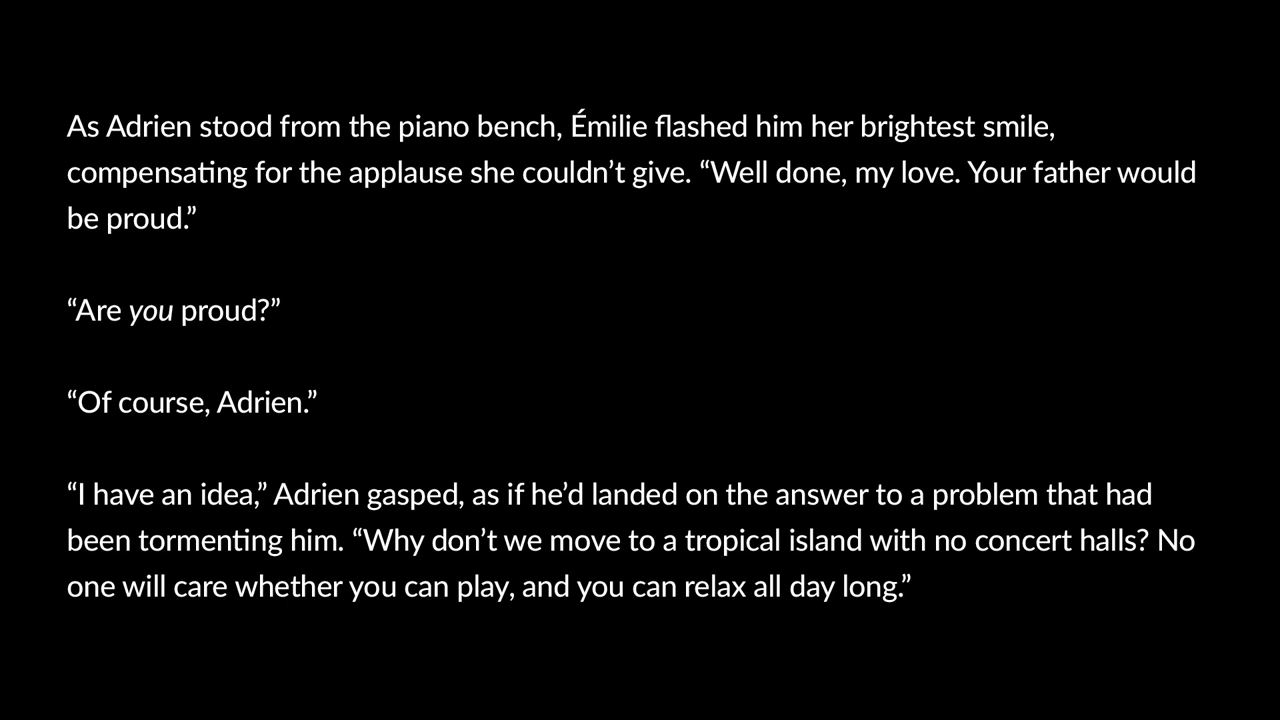 As Adrien stood from the piano bench, Émilie flashed him her brightest smile,
compensating for the applause she couldn’t give. “Well done, my love. Your father would
be proud.”
“Are you proud?”
“Of course, Adrien.”
“I have an idea,” Adrien gasped, as if he’d landed on the answer to a problem that had
been tormenting him. “Why don’t we move to a tropical island with no concert halls? No
one will care whether you can play, and you can relax all day long.”